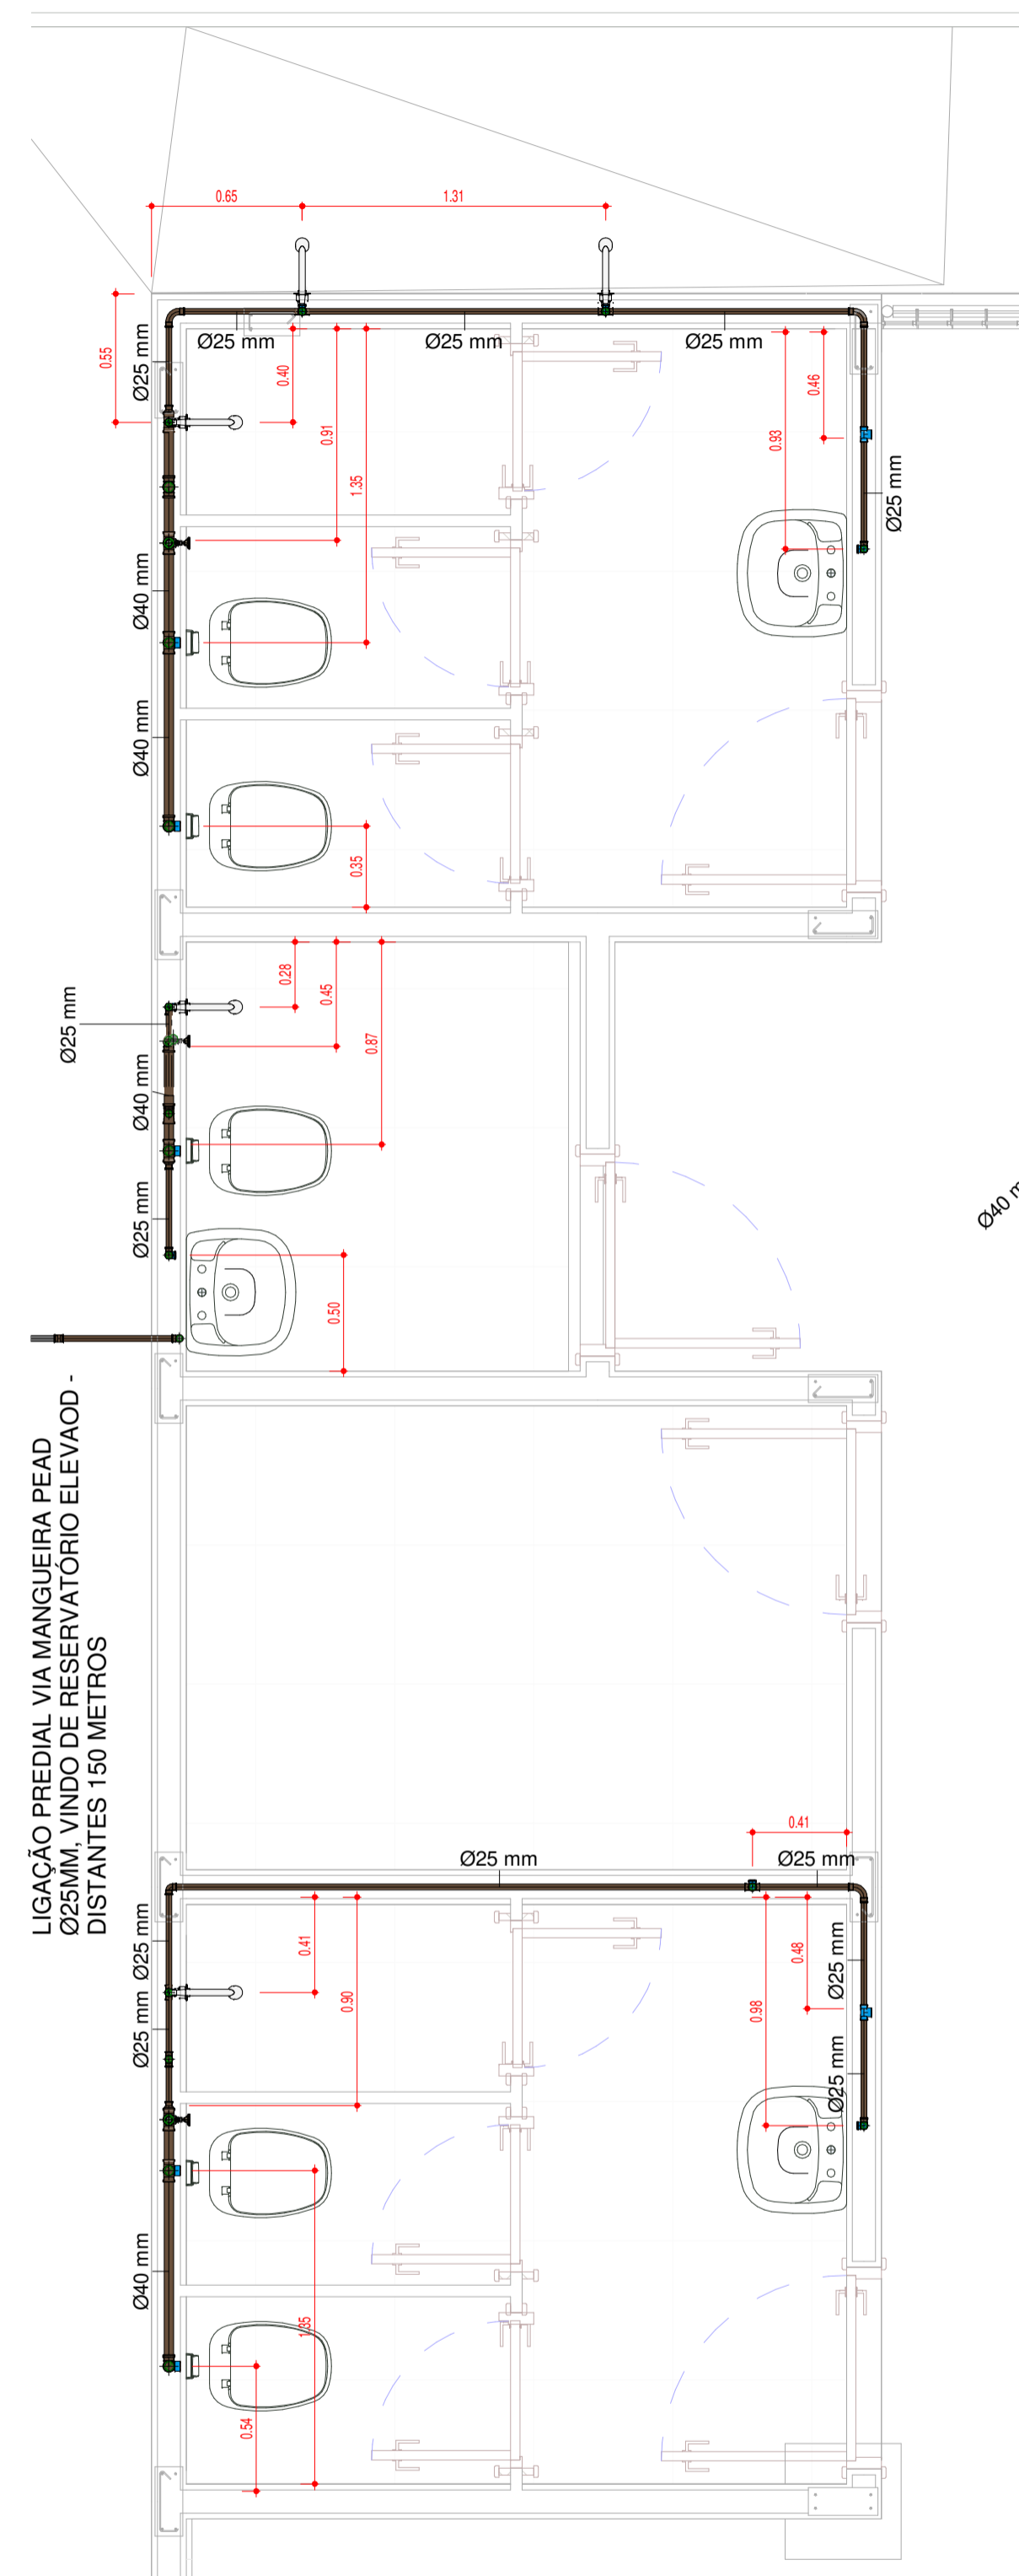 0.65
1.31
0.55
Ø25 mm
Ø25 mm
Ø25 mm
Ø25 mm
0.40
0.91
1.35
0.46
0.93
Ø25 mm
Ø40 mm
Ø40 mm
0.35
Ø25 mm
0.28
0.45
0.87
Ø40 mm
Ø25 mm
Ø40 m
0.50
LIGAÇÃO PREDIAL VIA MANGUEIRA PEAD
Ø25MM, VINDO DE RESERVATÓRIO ELEVAOD -
DISTANTES 150 METROS
0.41
Ø25 mm
Ø25 mm
Ø25 mm
0.41
0.48
Ø25 mm
Ø25 mm
0.90
0.98
Ø25 mm
Ø40 mm
1.35
0.54